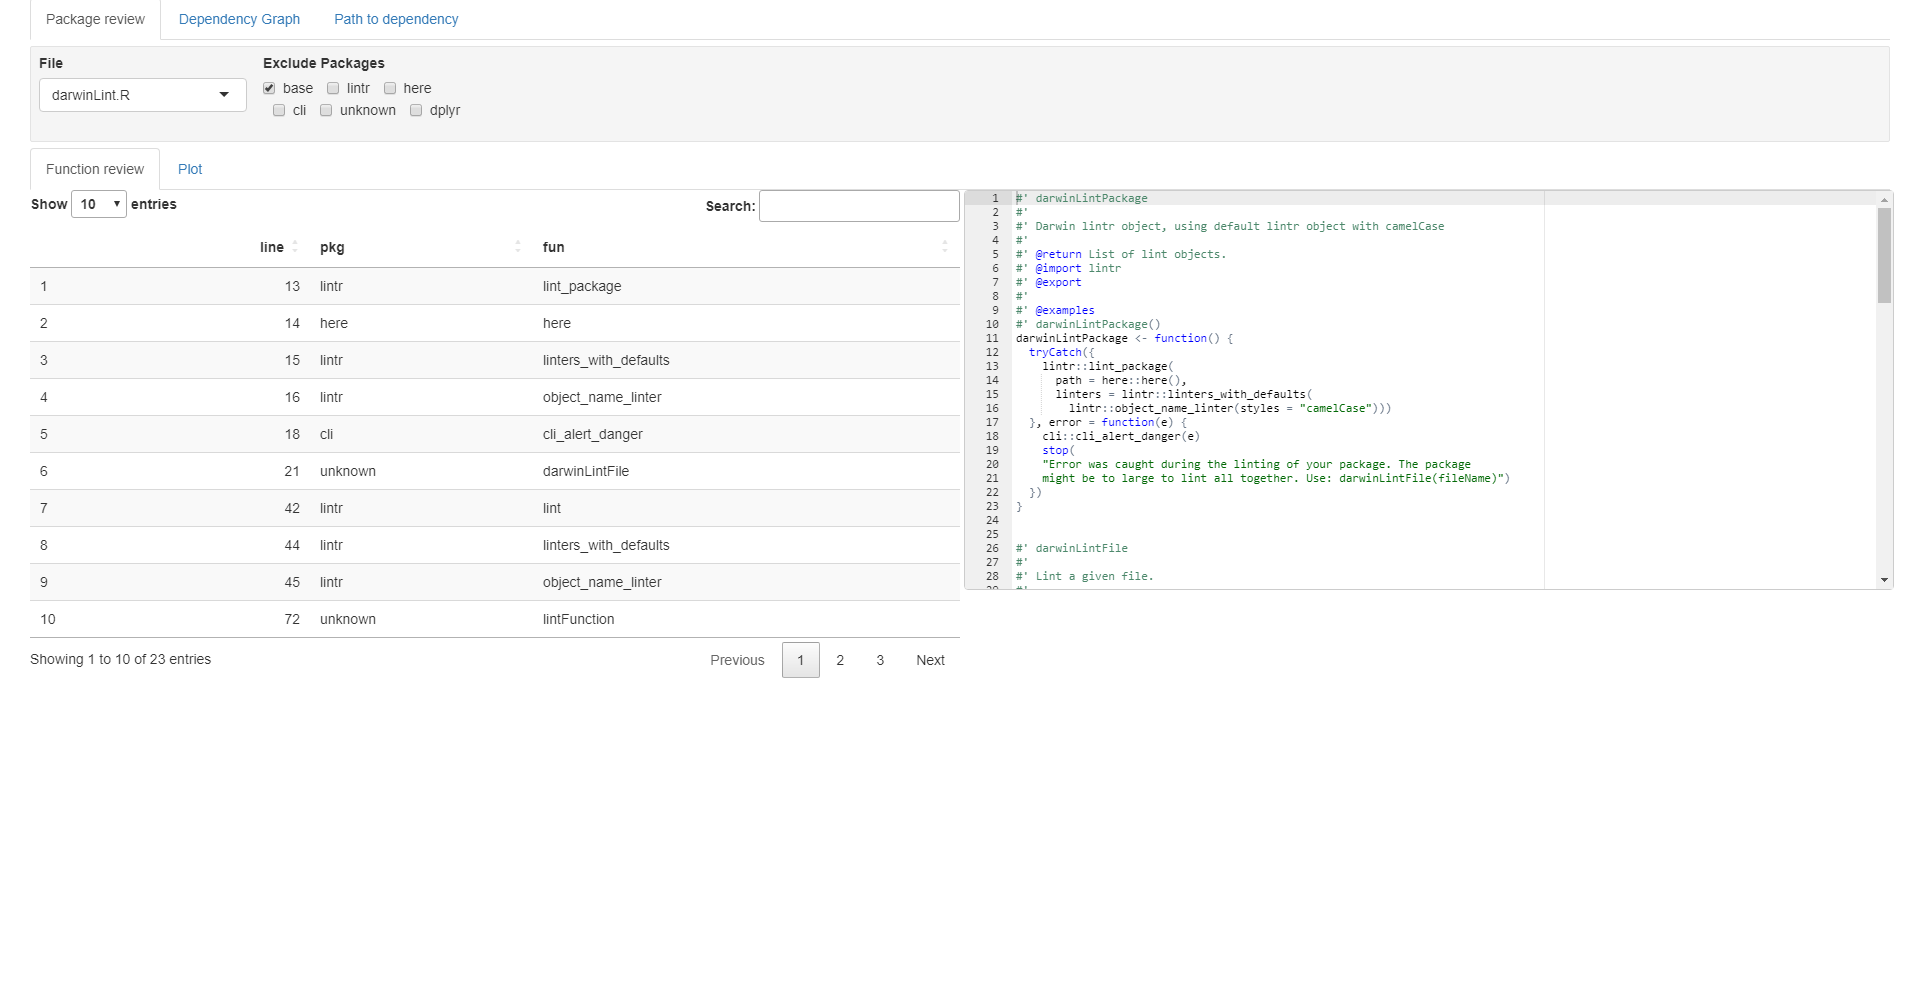 Package review Dependency Graph Path to dependency
File Exclude Packages
darwinLint.R
base lintr here
cli unknown dplyr
Function review Plot
Show 10 entries Search:
line pkg fun
1 13 lintr lint_package
2 14 here here
3 15 lintr linters_with_defaults
4 16 lintr object_name_linter
5 18 cli cli_alert_danger
6 21 unknown darwinLintFile
7 42 lintr lint
8 44 lintr linters_with_defaults
9 45 lintr object_name_linter
10 72 unknown lintFunction
Showing 1 to 10 of 23 entries Previous 1 2 3 Next
1 #' darwinLintPackage
2 #'
3 #' Darwin lintr object, using default lintr object with camelCase
4 #'
5 #' @return List of lint objects.
6 #' @import lintr
7 #' @export
8 #'
9 #' @examples
10 #' darwinLintPackage()
11 darwinLintPackage <- function() {
12 tryCatch({
13 lintr::lint_package(
14 path = here::here(),
15 linters = lintr::linters_with_defaults(
16 lintr::object_name_linter(styles = "camelCase")))
17 }, error = function(e) {
18 cli::cli_alert_danger(e)
19 stop(
20 "Error was caught during the linting of your package. The package
21 might be to large to lint all together. Use: darwinLintFile(fileName)")
22 })
23 }
24
25
26 #' darwinLintFile
27 #'
28 #' Lint a given file.
29 #'